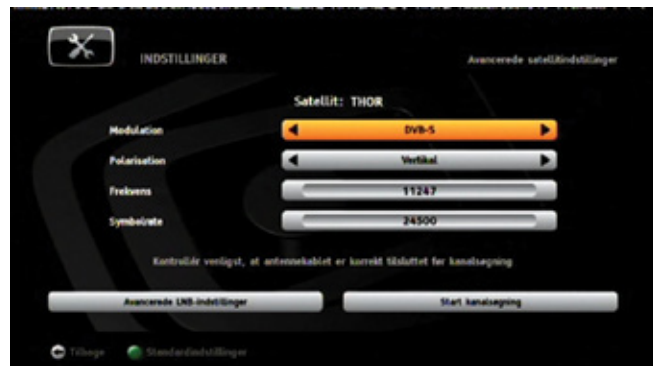 INDSTILLINGER
Avancerede satellitindstillinger
Satellit: THOR
Modulation DVB-S
Polarisation Vertikal
Frekvens 11247
Symbolrate 24500
Kontrollér venligst, at antennekablet er korrekt tilsluttet før kanalsøgning
Avancerede LNB-indstillinger Start kanalsøgning
Tilbage Standardindstillinger